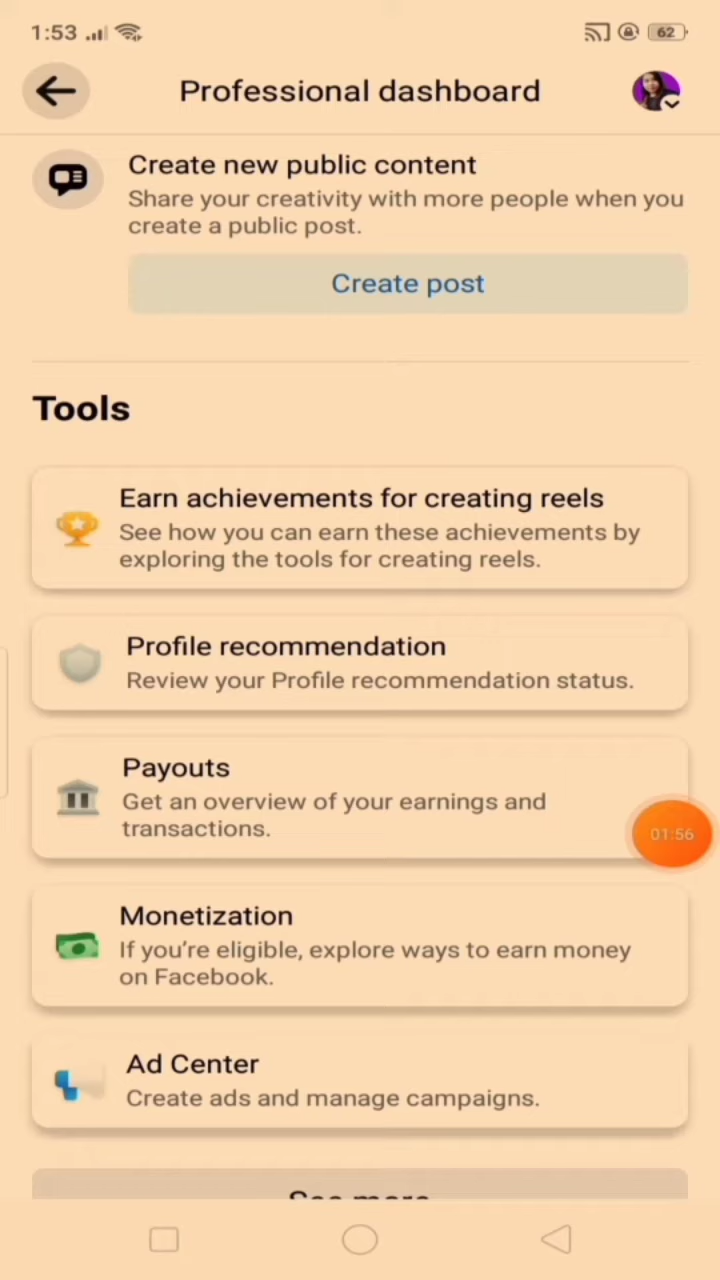 1:53
62
Professional dashboard
Create new public content
Share your creativity with more people when you
create a public post.
Create post
Tools
Earn achievements for creating reels
See how you can earn these achievements by
exploring the tools for creating reels.
Profile recommendation
Review your Profile recommendation status.
Payouts
Get an overview of your earnings and
transactions.
01:56
Monetization
If you’re eligible, explore ways to earn money
on Facebook.
Ad Center
Create ads and manage campaigns.
See more